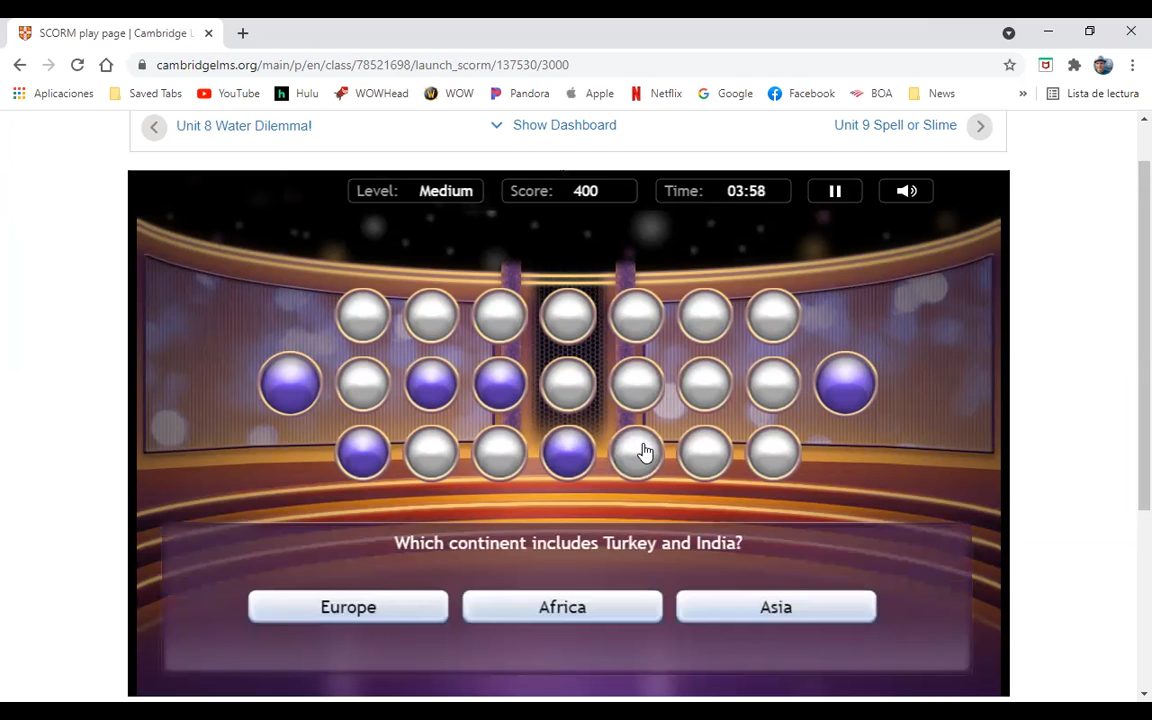 SCORM play page | Cambridge L
cambridgelms.org/main/p/en/class/78521698/launch_scorm/137530/3000
Aplicaciones Saved Tabs YouTube Hulu WOWHead WOW Pandora Apple Netflix Google Facebook BOA News » Lista de lectura
Unit 8 Water Dilemma! Show Dashboard Unit 9 Spell or Slime
Level: Medium Score: 400 Time: 03:58
Which continent includes Turkey and India?
Europe Africa Asia